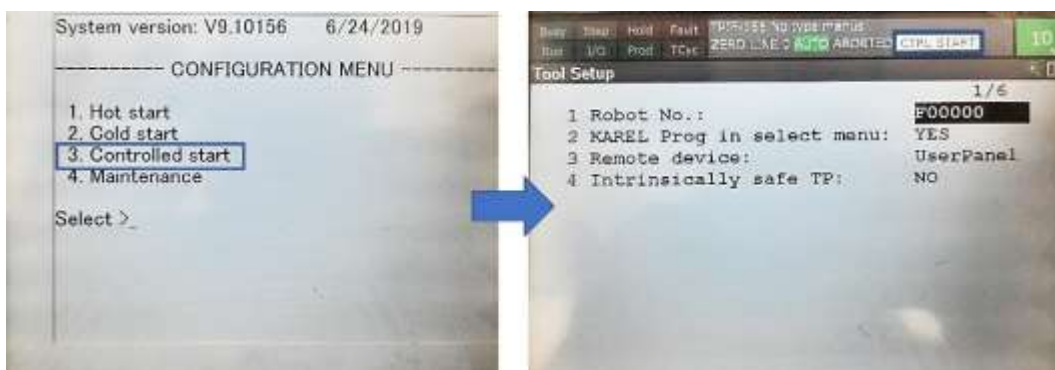 System version: V9.10156 6/24/2019
---------- CONFIGURATION MENU ----------
1. Hot start
2. Cold start
3. Controlled start
4. Maintenance
Select >_
Busy Step Hold Fault
Run I/O Prod TCyc AUTO ABORTED CTRL START 10
Tool Setup
1/6
1 Robot No.: F00000
2 KAREL Prog in select menu: YES
3 Remote device: UserPanel
4 Intrinsically safe TP: NO